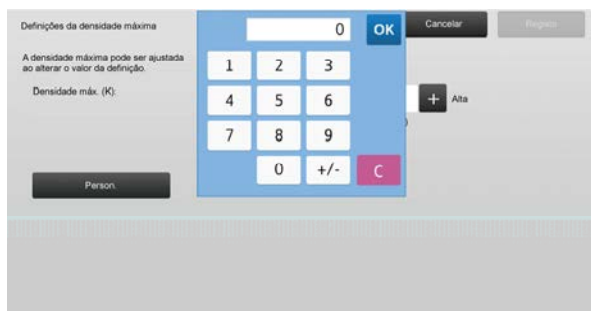 Definições da densidade máxima
0
OK
Cancelar
Registo
A densidade máxima pode ser ajustada
ao alterar o valor da definição.
Densidade máx. (K):
1 2 3
4 5 6
7 8 9
0 +/- C
+ Alta
)
Person.